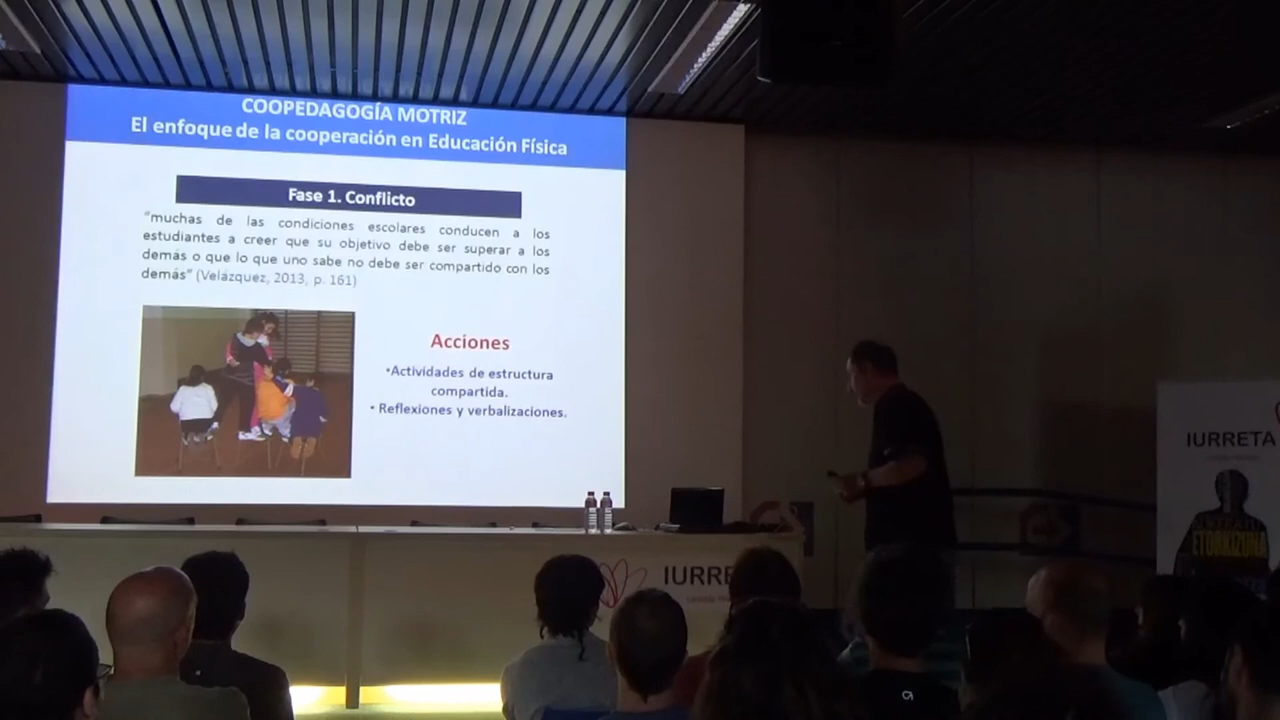 COOPEDAGOGÍA MOTRIZ
El enfoque de la cooperación en Educación Física
Fase 1. Conflicto
"muchas de las condiciones escolares conducen a los
estudiantes a creer que su objetivo debe ser superar a los
demás o que lo que uno sabe no debe ser compartido con los
demás" (Velázquez, 2013, p. 161)
Acciones
•Actividades de estructura
compartida.
• Reflexiones y verbalizaciones.
IURRETA
ETORKIZUNA
IURRE